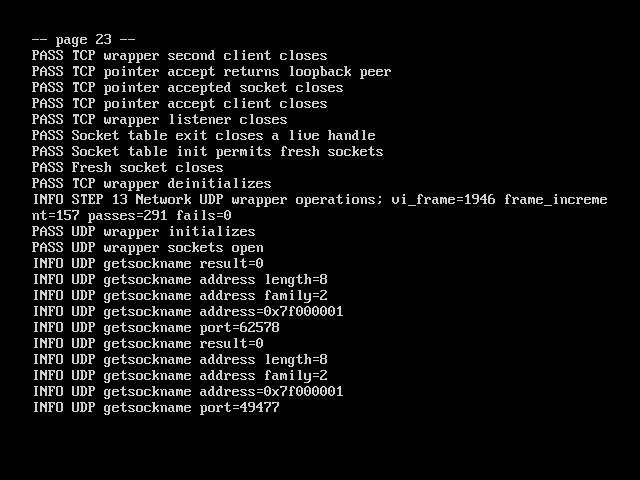 -- page 23 --
PASS TCP wrapper second client closes
PASS TCP pointer accept returns loopback peer
PASS TCP pointer accepted socket closes
PASS TCP pointer accept client closes
PASS TCP wrapper listener closes
PASS Socket table exit closes a live handle
PASS Socket table init permits fresh sockets
PASS Fresh socket closes
PASS TCP wrapper deinitializes
INFO STEP 13 Network UDP wrapper operations; vi_frame=1946 frame_increme
nt=157 passes=291 fails=0
PASS UDP wrapper initializes
PASS UDP wrapper sockets open
INFO UDP getsockname result=0
INFO UDP getsockname address length=8
INFO UDP getsockname address family=2
INFO UDP getsockname address=0x7f000001
INFO UDP getsockname port=62578
INFO UDP getsockname result=0
INFO UDP getsockname address length=8
INFO UDP getsockname address family=2
INFO UDP getsockname address=0x7f000001
INFO UDP getsockname port=49477